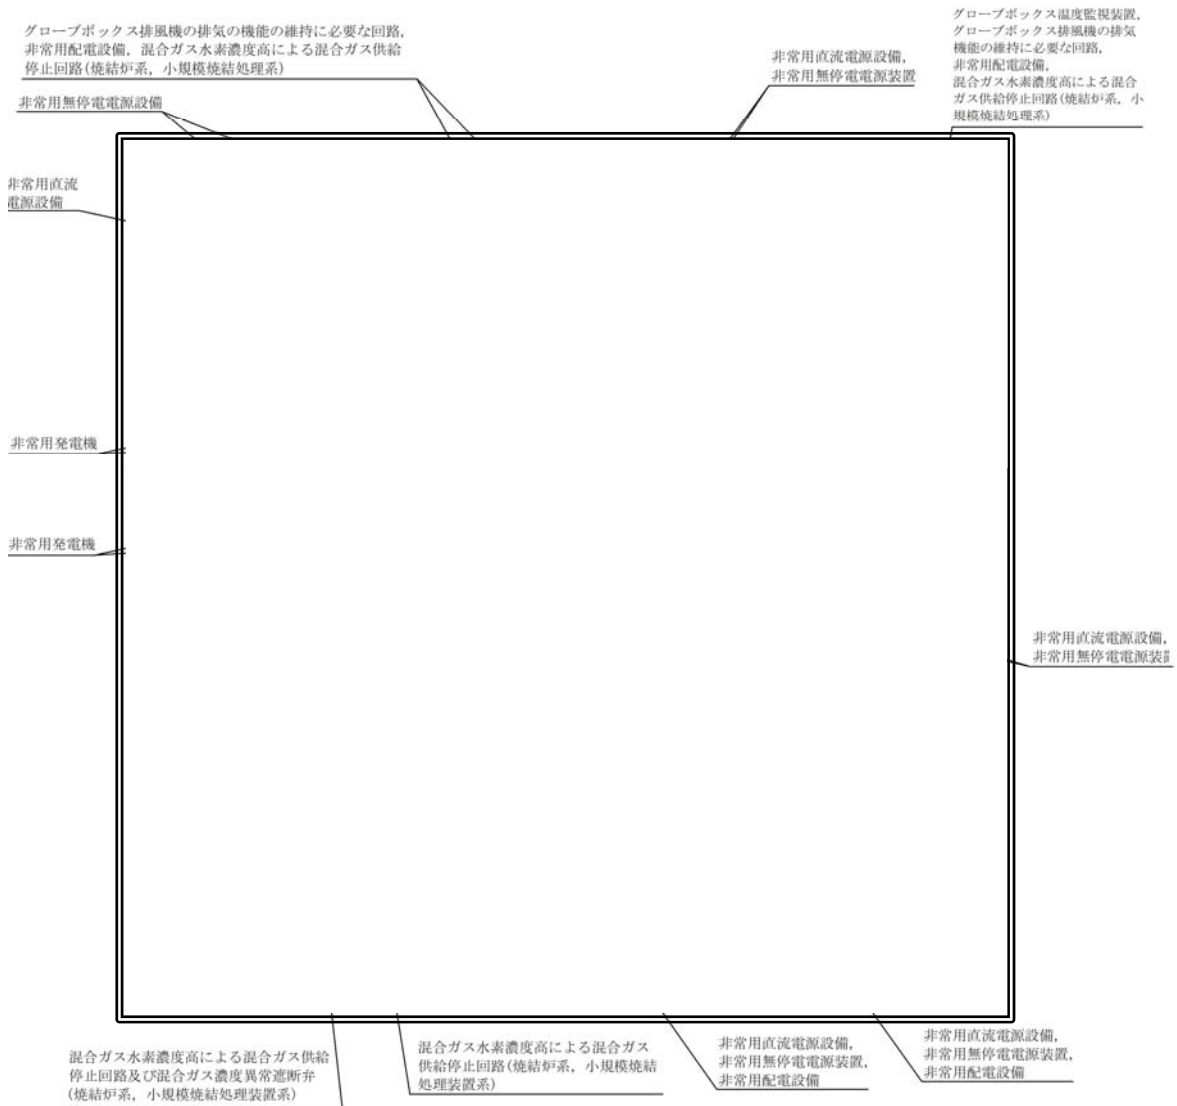 グローブボックス排風機の排気の機能の維持に必要な回路,
非常用配電設備, 混合ガス水素濃度高による混合ガス供給
停止回路(焼結炉系, 小規模焼結処理系)
非常用無停電電源設備
非常用直流電源設備,
非常用無停電電源装置
グローブボックス温度監視装置,
グローブボックス排風機の排気
機能の維持に必要な回路,
非常用配電設備,
混合ガス水素濃度高による混合
ガス供給停止回路(焼結炉系, 小
規模焼結処理系)
非常用直流
電源設備
非常用発電機
非常用発電機
非常用直流電源設備,
非常用無停電電源装置
混合ガス水素濃度高による混合ガス供給
停止回路及び混合ガス濃度異常遮断弁
(焼結炉系, 小規模焼結処理装置系)
混合ガス水素濃度高による混合ガス
供給停止回路(焼結炉系, 小規模焼結
処理装置系)
非常用直流電源設備,
非常用無停電電源装置,
非常用配電設備
非常用直流電源設備,
非常用無停電電源装置,
非常用配電設備